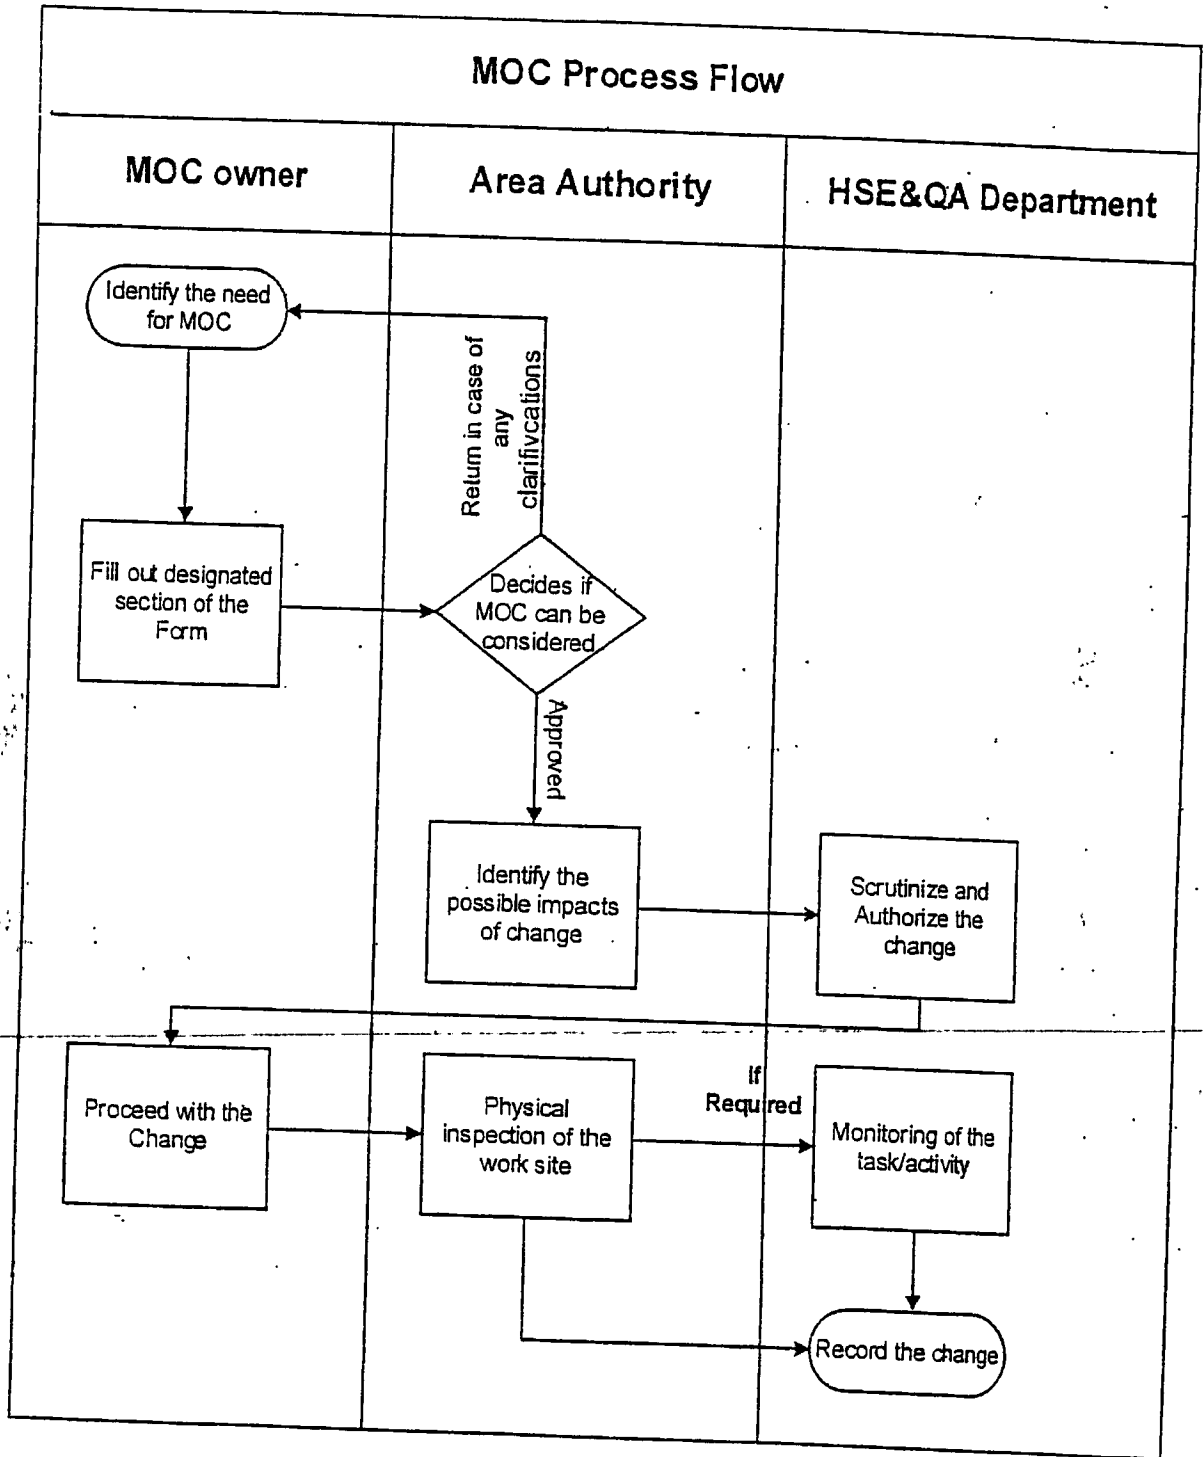 MOC Process Flow
MOC owner
Area Authority
HSE&QA Department
Identify the need
for MOC
Return in case of
any
clarifivcations
Fill out designated
section of the
Form
Decides if
MOC can be
considered
Approved
Identify the
possible impacts
of change
Scrutinize and
Authorize the
change
Proceed with the
Change
Physical
inspection of the
work site
If
Required
Monitoring of the
task/activity
Record the change